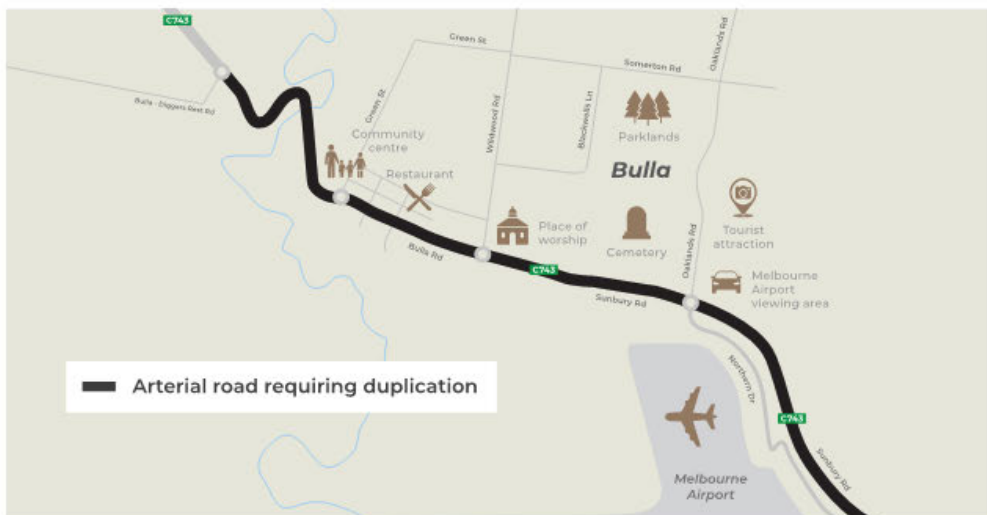 C743
Green St
Somerton Rd
Oaklands Rd
Bulla - Diggers Rest Rd
Green St
Wildwood Rd
Blackwells Ln
Parklands
Community
centre
Restaurant
Bulla
Place of
worship
Cemetery
Tourist
attraction
Oaklands Rd
Bulla Rd
C743
Sunbury Rd
Melbourne
Airport
viewing area
Arterial road requiring duplication
Northern Dr
C743
Sunbury Rd
Melbourne
Airport